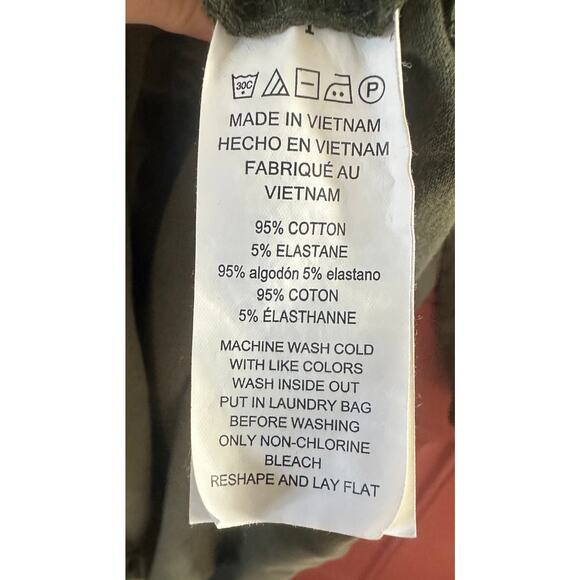 30C P
MADE IN VIETNAM
HECHO EN VIETNAM
FABRIQUÉ AU
VIETNAM
95% COTTON
5% ELASTANE
95% algodón 5% elastano
95% COTON
5% ÉLASTHANNE
MACHINE WASH COLD
WITH LIKE COLORS
WASH INSIDE OUT
PUT IN LAUNDRY BAG
BEFORE WASHING
ONLY NON-CHLORINE
BLEACH
RESHAPE AND LAY FLAT